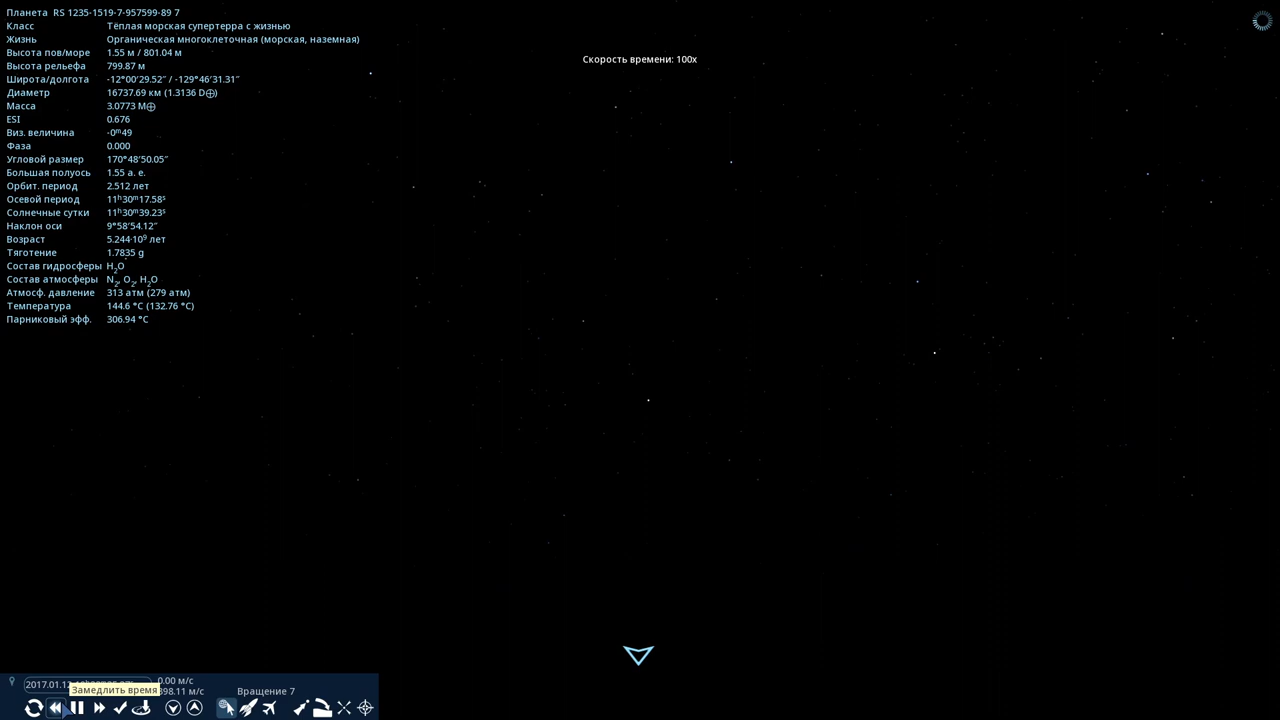 Планета RS 1235-1519-7-957599-89 7
Класс Тёплая морская супертерра с жизнью
Жизнь Органическая многоклеточная (морская, наземная)
Высота пов/море 1.55 м / 801.04 м
Высота рельефа 799.87 м
Широта/долгота -12°00′29.52″ / -129°46′31.31″
Диаметр 16737.69 км (1.3136 D⊕)
Масса 3.0773 M⊕
ESI 0.676
Виз. величина -0ᵐ49
Фаза 0.000
Угловой размер 170°48′50.05″
Большая полуось 1.55 а. е.
Орбит. период 2.512 лет
Осевой период 11ʰ30ᵐ17.58ˢ
Солнечные сутки 11ʰ30ᵐ39.23ˢ
Наклон оси 9°58′54.12″
Возраст 5.244·10⁹ лет
Тяготение 1.7835 g
Состав гидросферы H₂O
Состав атмосферы N₂, O₂, H₂O
Атмосф. давление 313 атм (279 атм)
Температура 144.6 °C (132.76 °C)
Парниковый эфф. 306.94 °C
Скорость времени: 100x
0.00 м/с
Замедлить время
Вращение 7